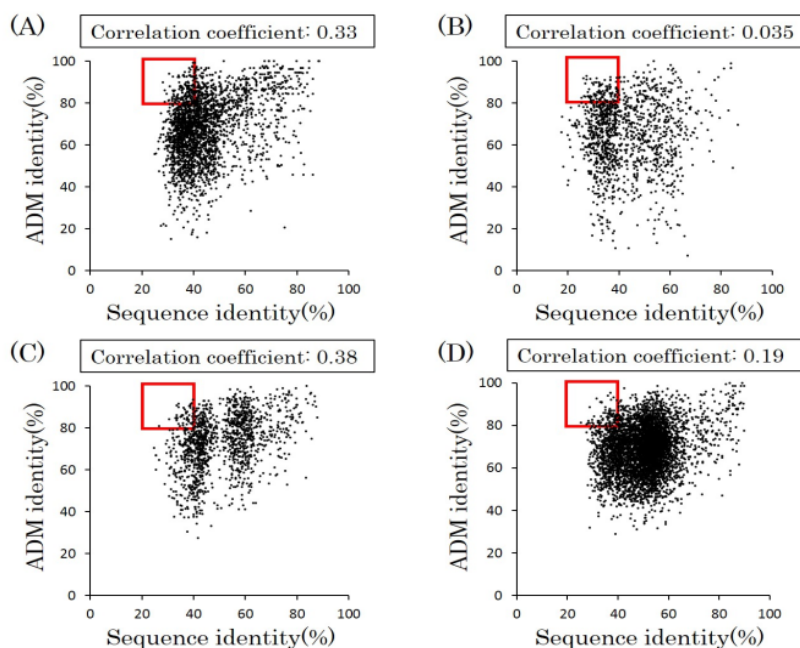 (A)
Correlation coefficient: 0.33
ADM identity(%)
100
80
60
40
20
0
0 20 40 60 80 100
Sequence identity(%)
(B)
Correlation coefficient: 0.035
ADM identity(%)
100
80
60
40
20
0
0 20 40 60 80 100
Sequence identity(%)
(C)
Correlation coefficient: 0.38
ADM identity(%)
100
80
60
40
20
0
0 20 40 60 80 100
Sequence identity(%)
(D)
Correlation coefficient: 0.19
ADM identity(%)
100
80
60
40
20
0
0 20 40 60 80 100
Sequence identity(%)